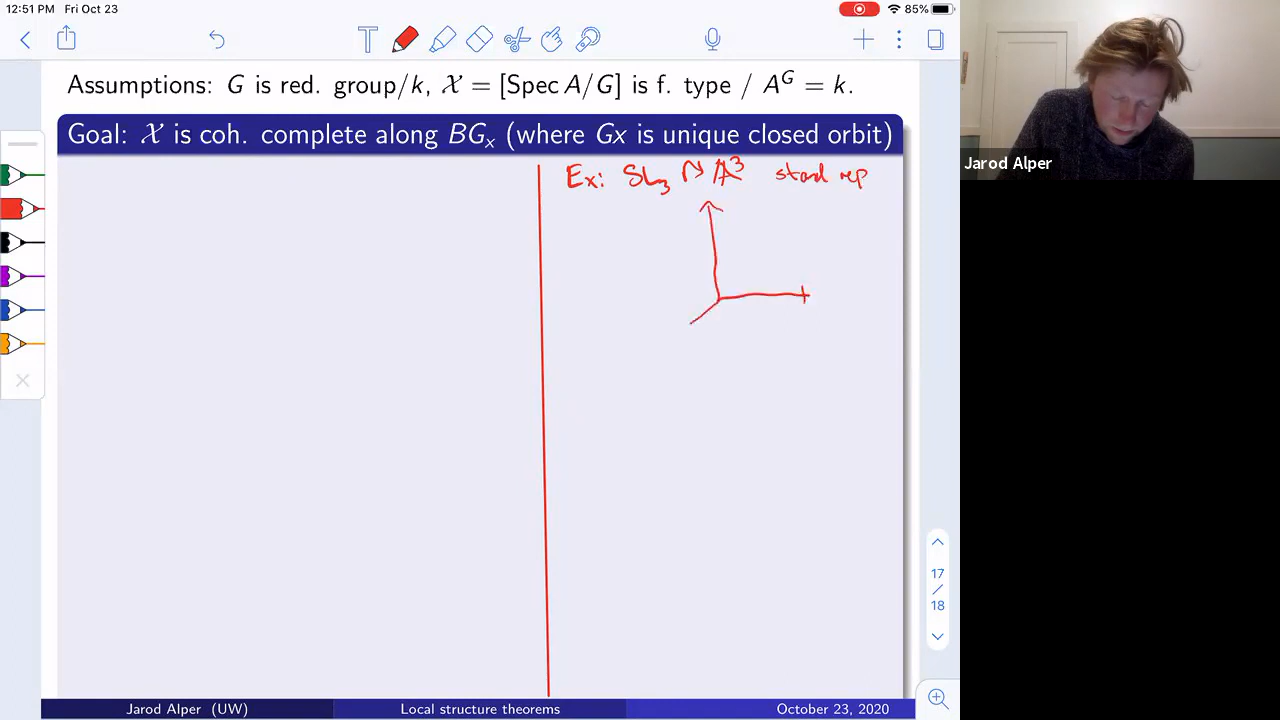 12:51 PM Fri Oct 23
85%
T
Assumptions: G is red. group/k, 𝒳 = [Spec A/G] is f. type / A^G = k.
Goal: 𝒳 is coh. complete along BG_x (where Gx is unique closed orbit)
Jarod Alper
Ex: SL_3 ↷ 𝔸^3 stand rep
17
/
18
Jarod Alper (UW)
Local structure theorems
October 23, 2020